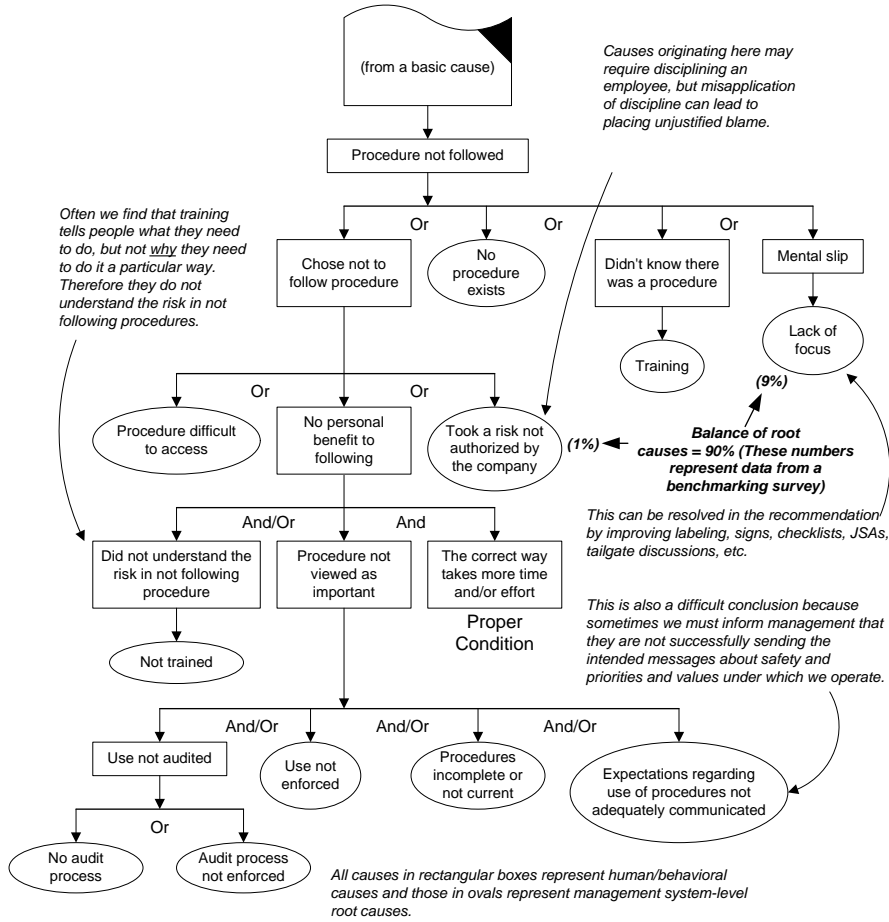 (from a basic cause)
Causes originating here may
require disciplining an
employee, but misapplication
of discipline can lead to
placing unjustified blame.
Procedure not followed
Often we find that training
tells people what they need
to do, but not why they need
to do it a particular way.
Therefore they do not
understand the risk in not
following procedures.
Or
Or
Or
Chose not to
follow procedure
No
procedure
exists
Didn't know there
was a procedure
Mental slip
Training
Lack of
focus
Or
Or
Procedure difficult
to access
No personal
benefit to
following
Took a risk not
authorized by
the company
(1%)
(9%)
Balance of root
causes = 90% (These numbers
represent data from a
benchmarking survey)
This can be resolved in the recommendation
by improving labeling, signs, checklists, JSAs,
tailgate discussions, etc.
And/Or
And
Did not understand the
risk in not following
procedure
Procedure not
viewed as
important
The correct way
takes more time
and/or effort
Proper
Condition
Not trained
This is also a difficult conclusion because
sometimes we must inform management that
they are not successfully sending the
intended messages about safety and
priorities and values under which we operate.
And/Or
And/Or
And/Or
Use not audited
Use not
enforced
Procedures
incomplete or
not current
Expectations regarding
use of procedures not
adequately communicated
Or
No audit
process
Audit process
not enforced
All causes in rectangular boxes represent human/behavioral
causes and those in ovals represent management system-level
root causes.